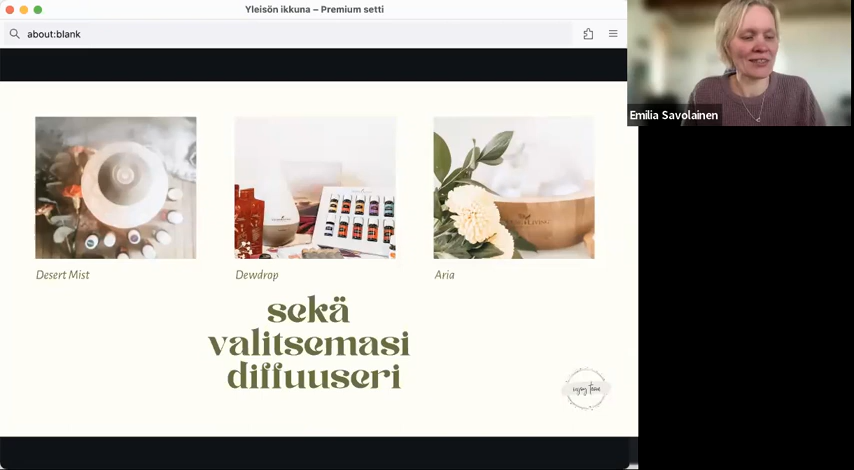 Yleisön ikkuna – Premium setti
about:blank
Emilia Savolainen
Desert Mist
Dewdrop
Aria
sekä
valitsemasi
diffuuseri